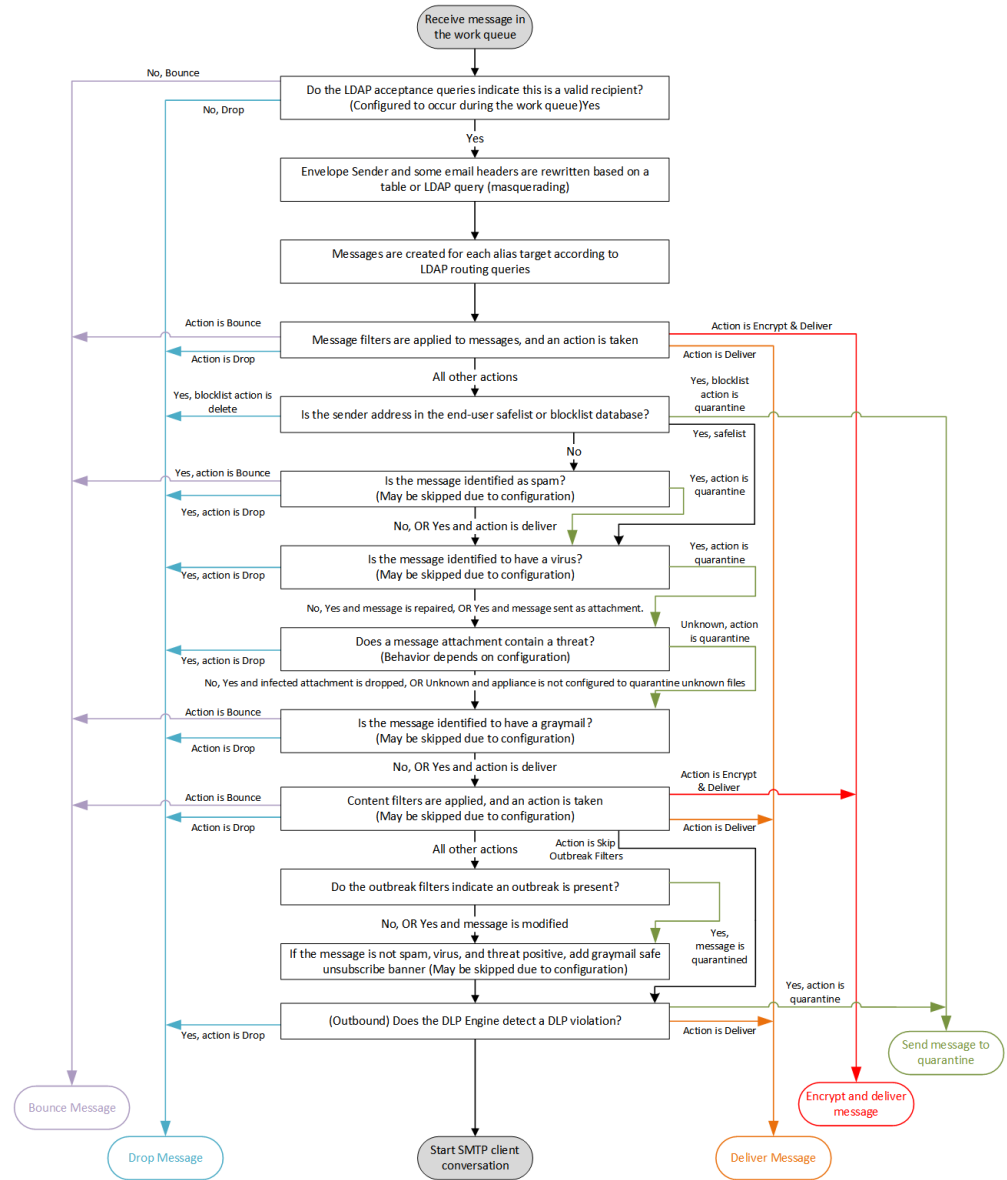 Receive message in
the work queue
No, Bounce
Do the LDAP acceptance queries indicate this is a valid recipient?
(Configured to occur during the work queue)Yes
No, Drop
Yes
Envelope Sender and some email headers are rewritten based on a
table or LDAP query (masquerading)
Messages are created for each alias target according to
LDAP routing queries
Action is Bounce
Action is Encrypt & Deliver
Message filters are applied to messages, and an action is taken
Action is Drop
Action is Deliver
All other actions
Yes, blocklist action is
delete
Yes, blocklist
action is
quarantine
Is the sender address in the end-user safelist or blocklist database?
Yes, safelist
No
Yes, action is Bounce
Is the message identified as spam?
(May be skipped due to configuration)
Yes, action is
quarantine
Yes, action is Drop
No, OR Yes and action is deliver
Is the message identified to have a virus?
(May be skipped due to configuration)
Yes, action is
quarantine
Yes, action is Drop
No, Yes and message is repaired, OR Yes and message sent as attachment.
Unknown, action
is quarantine
Does a message attachment contain a threat?
(Behavior depends on configuration)
Yes, action is Drop
No, Yes and infected attachment is dropped, OR Unknown and appliance is not configured to quarantine unknown files
Action is Bounce
Is the message identified to have a graymail?
(May be skipped due to configuration)
Action is Drop
No, OR Yes and action is deliver
Action is Encrypt
& Deliver
Action is Bounce
Content filters are applied, and an action is taken
(May be skipped due to configuration)
Action is Drop
Action is Deliver
All other actions
Action is Skip
Outbreak Filters
Do the outbreak filters indicate an outbreak is present?
No, OR Yes and message is modified
Yes,
message is
quarantined
If the message is not spam, virus, and threat positive, add graymail safe
unsubscribe banner (May be skipped due to configuration)
Yes, action is
quarantine
(Outbound) Does the DLP Engine detect a DLP violation?
Yes, action is Drop
Action is Deliver
Send message to
quarantine
Bounce Message
Encrypt and deliver
message
Drop Message
Start SMTP client
conversation
Deliver Message